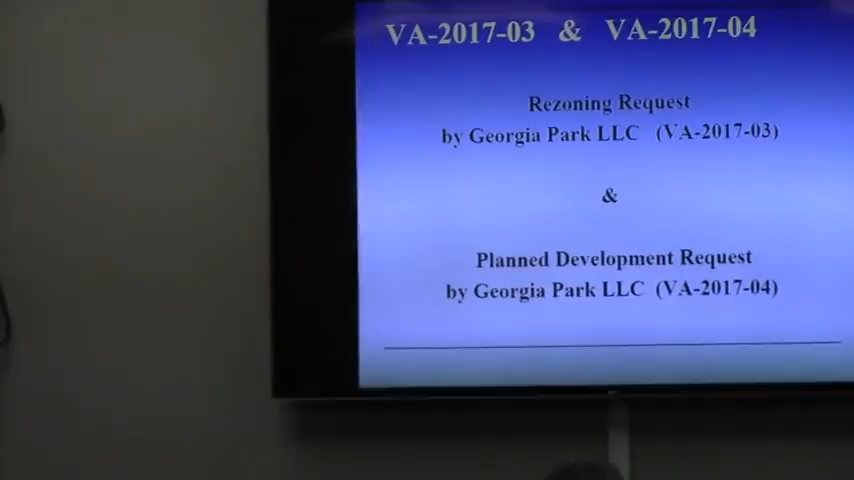 VA-2017-03 & VA-2017-04
Rezoning Request
by Georgia Park LLC (VA-2017-03)
&
Planned Development Request
by Georgia Park LLC (VA-2017-04)